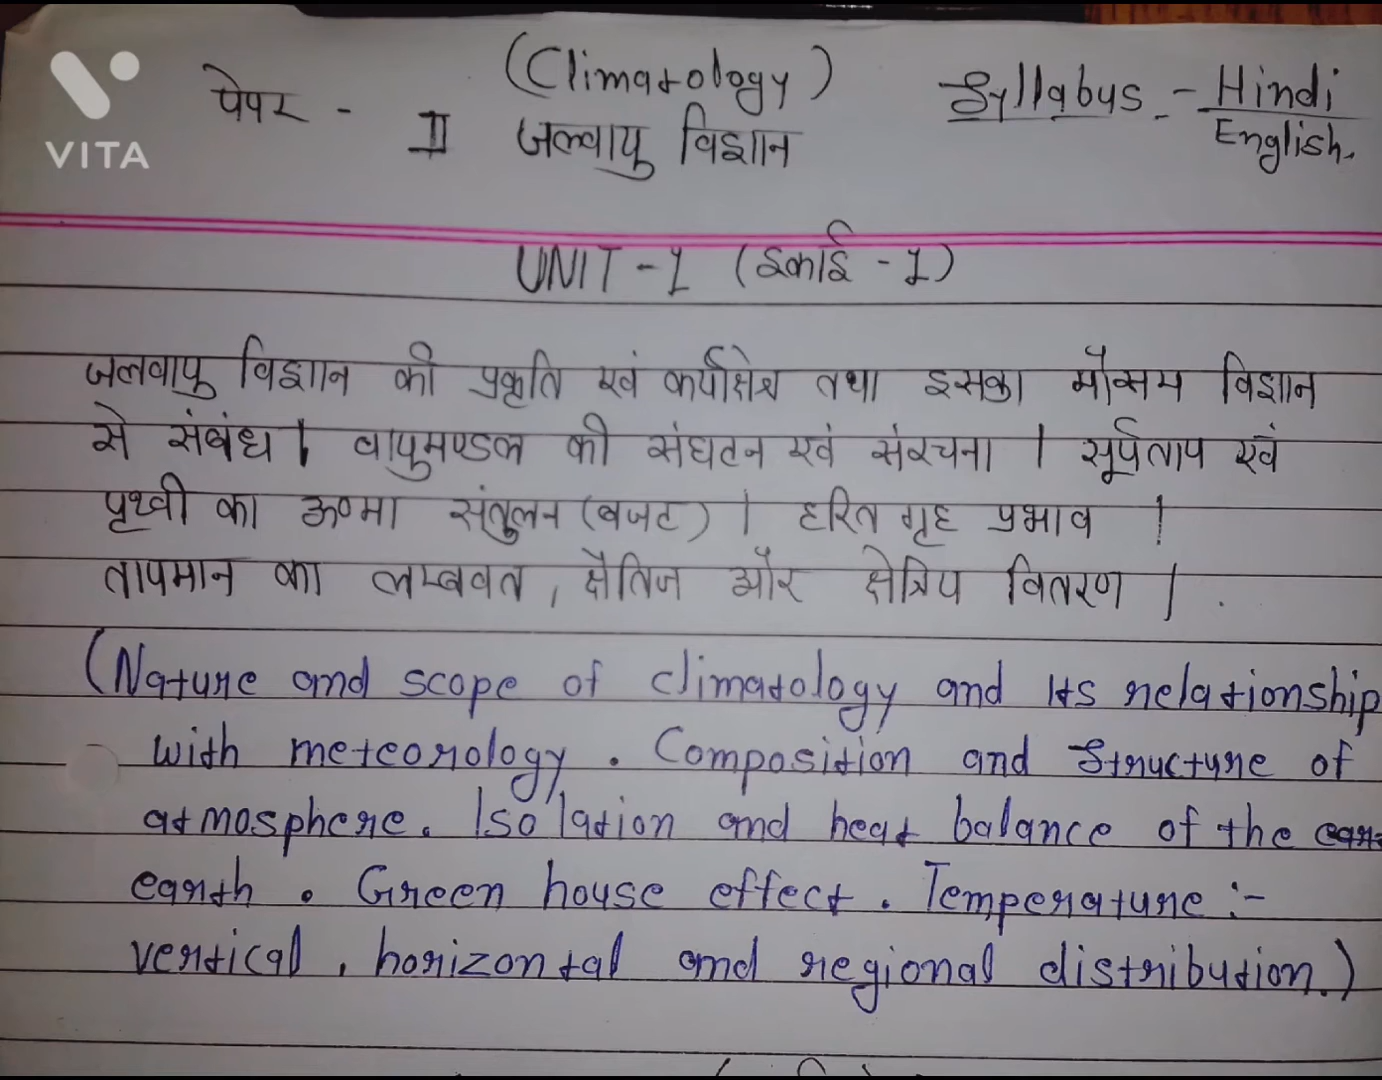 VITA
(Climatology)
पेपर - II जलवायु विज्ञान
Syllabus - Hindi
English.
UNIT-1 (इकाई -1)
जलवायु विज्ञान की प्रकृति एवं कार्यक्षेत्र तथा इसका मौसम विज्ञान
से संबंध । वायुमण्डल की संघटन एवं संरचना । सूर्यताप एवं
पृथ्वी का ऊष्मा संतुलन (बजट) । हरित गृह प्रभाव ।
तापमान का लम्बवत , क्षैतिज और क्षेत्रिय वितरण ।
(Nature and scope of climatology and Its relationship
with meteorology . Composition and Structure of
atmosphere. Isolation and heat balance of the
earth . Green house effect . Temperature :-
vertical , horizontal and regional distribution.)